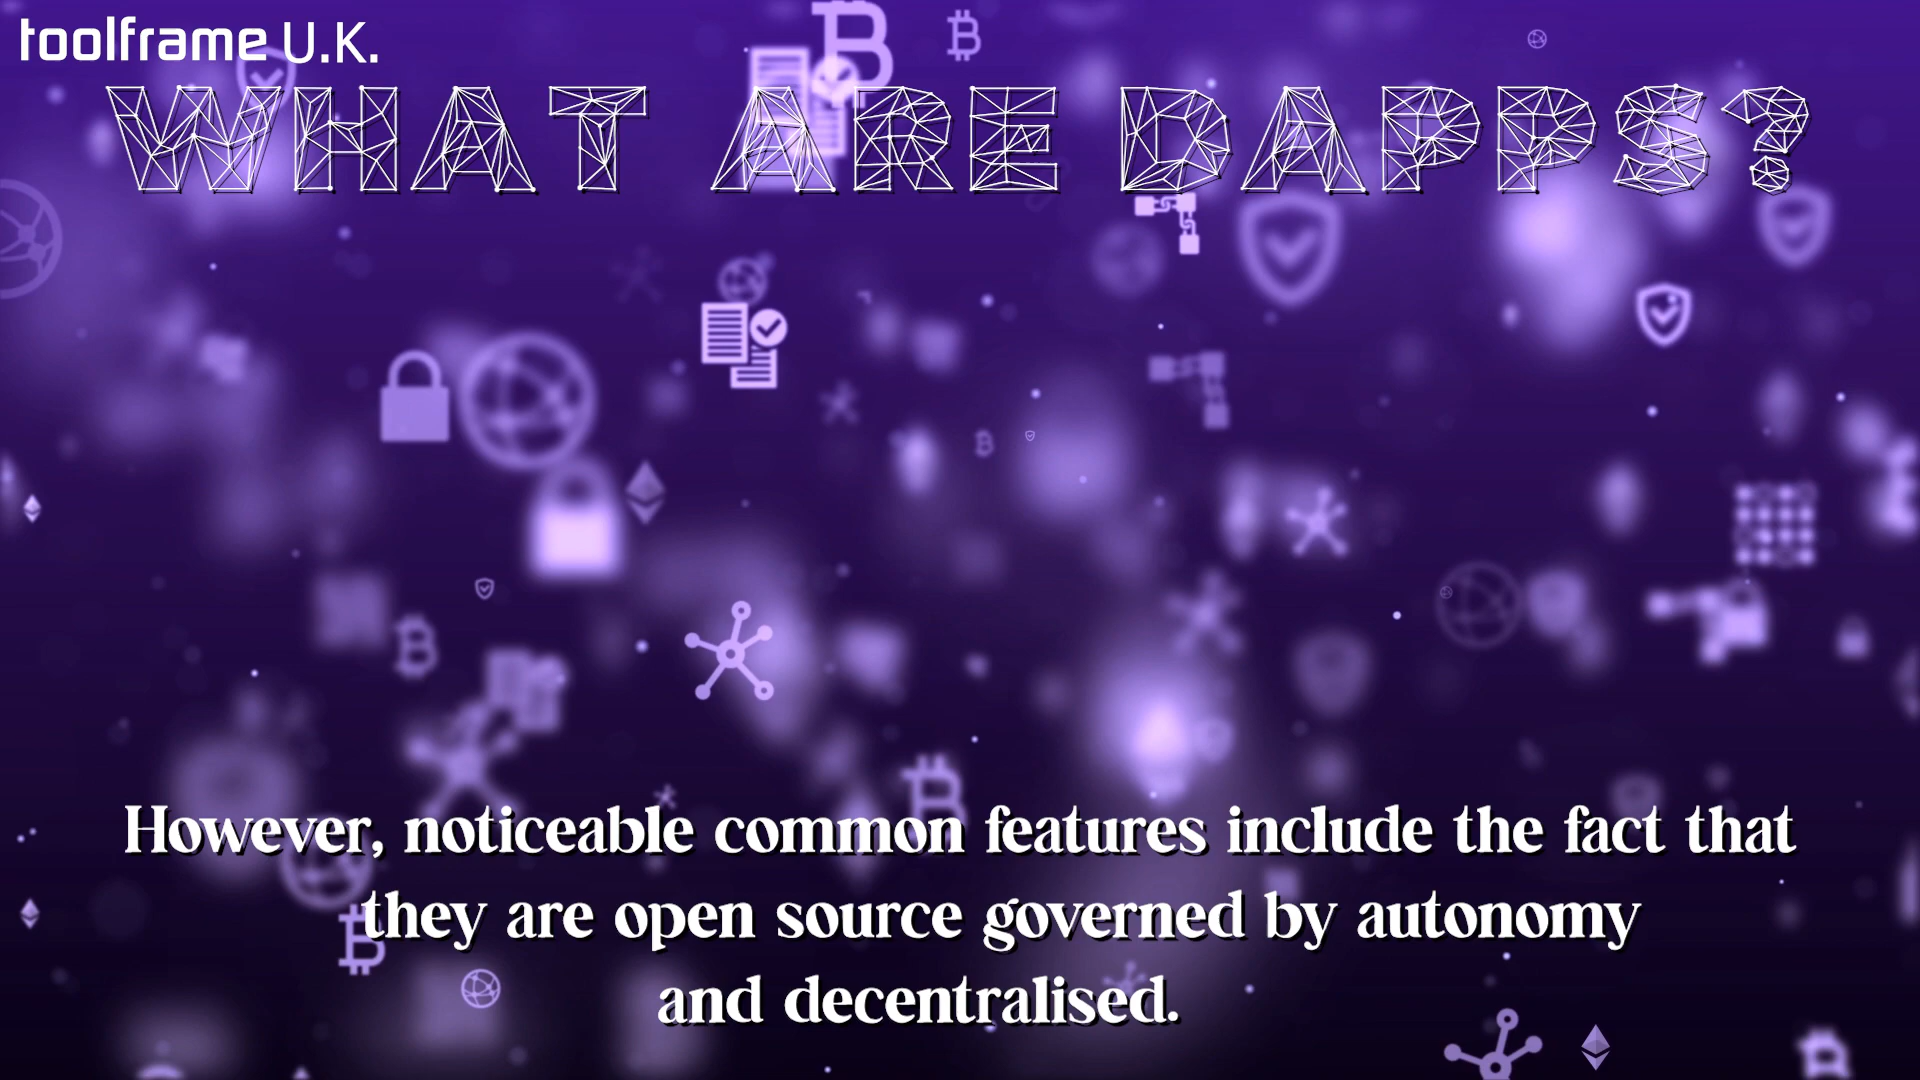 toolframe U.K.
WHAT ARE DAPPS?
However, noticeable common features include the fact that
they are open source governed by autonomy
and decentralised.